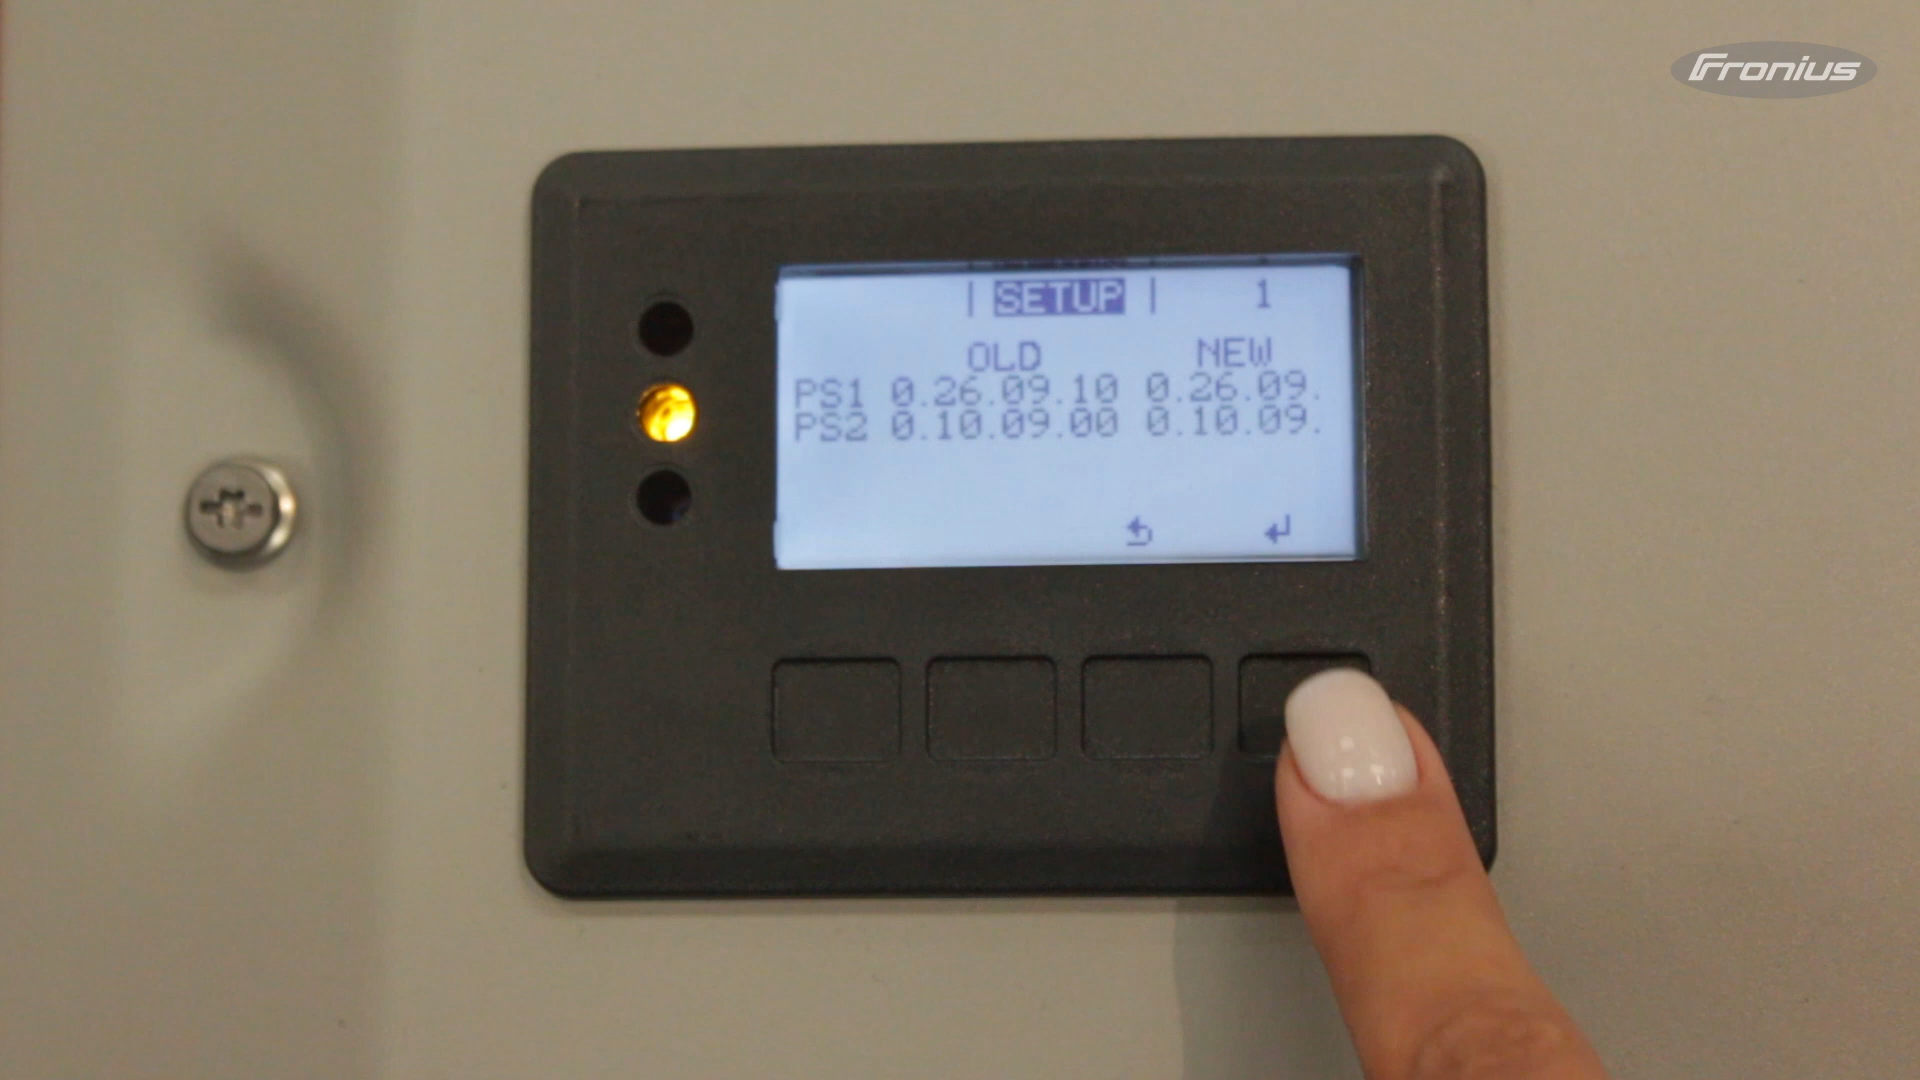 Fronius
| SETUP | 1
OLD NEW
PS1 0.26.09.10 0.26.09.
PS2 0.10.09.00 0.10.09.